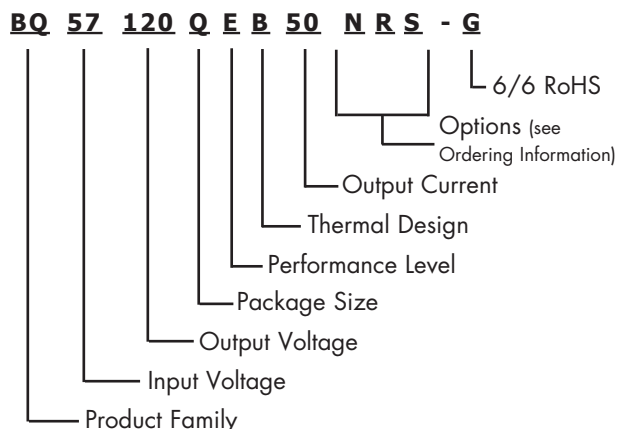 BQ 57 120 Q E B 50 N R S - G
6/6 RoHS
Options (see
Ordering Information)
Output Current
Thermal Design
Performance Level
Package Size
Output Voltage
Input Voltage
Product Family